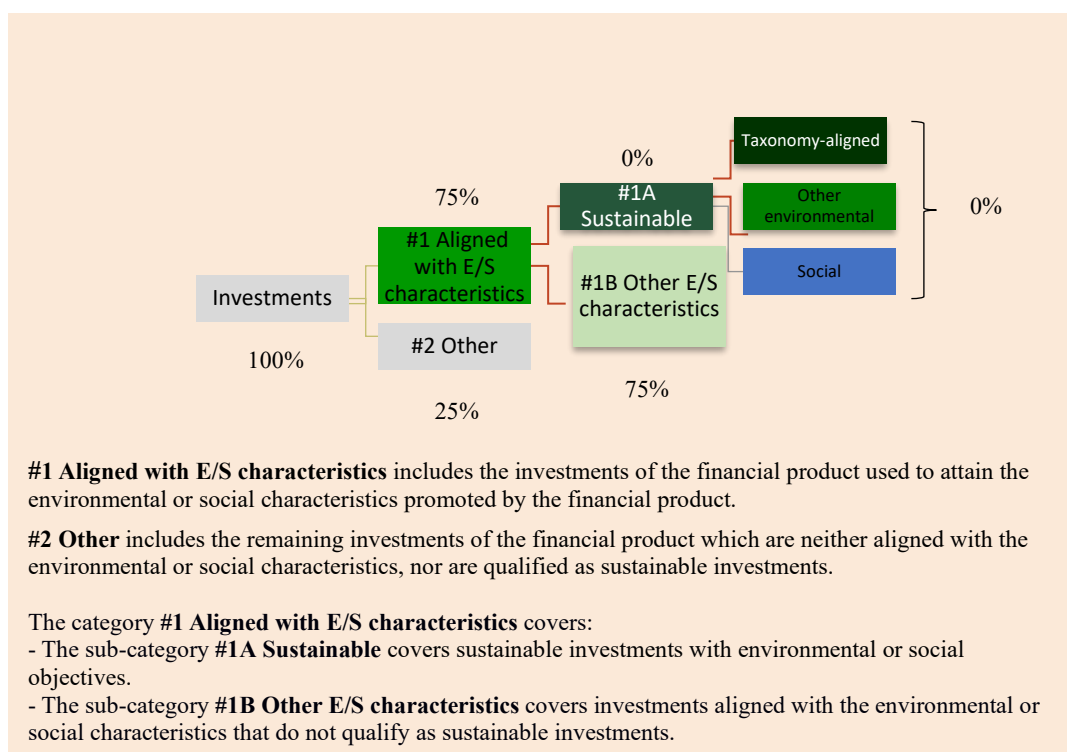 Taxonomy-aligned
0%
75%
#1A
Sustainable
Other
environmental
0%
#1 Aligned
with E/S
characteristics
Social
#1B Other E/S
characteristics
Investments
#2 Other
100%
75%
25%
#1 Aligned with E/S characteristics includes the investments of the financial product used to attain the
environmental or social characteristics promoted by the financial product.
#2 Other includes the remaining investments of the financial product which are neither aligned with the
environmental or social characteristics, nor are qualified as sustainable investments.
The category #1 Aligned with E/S characteristics covers:
- The sub-category #1A Sustainable covers sustainable investments with environmental or social
objectives.
- The sub-category #1B Other E/S characteristics covers investments aligned with the environmental or
social characteristics that do not qualify as sustainable investments.